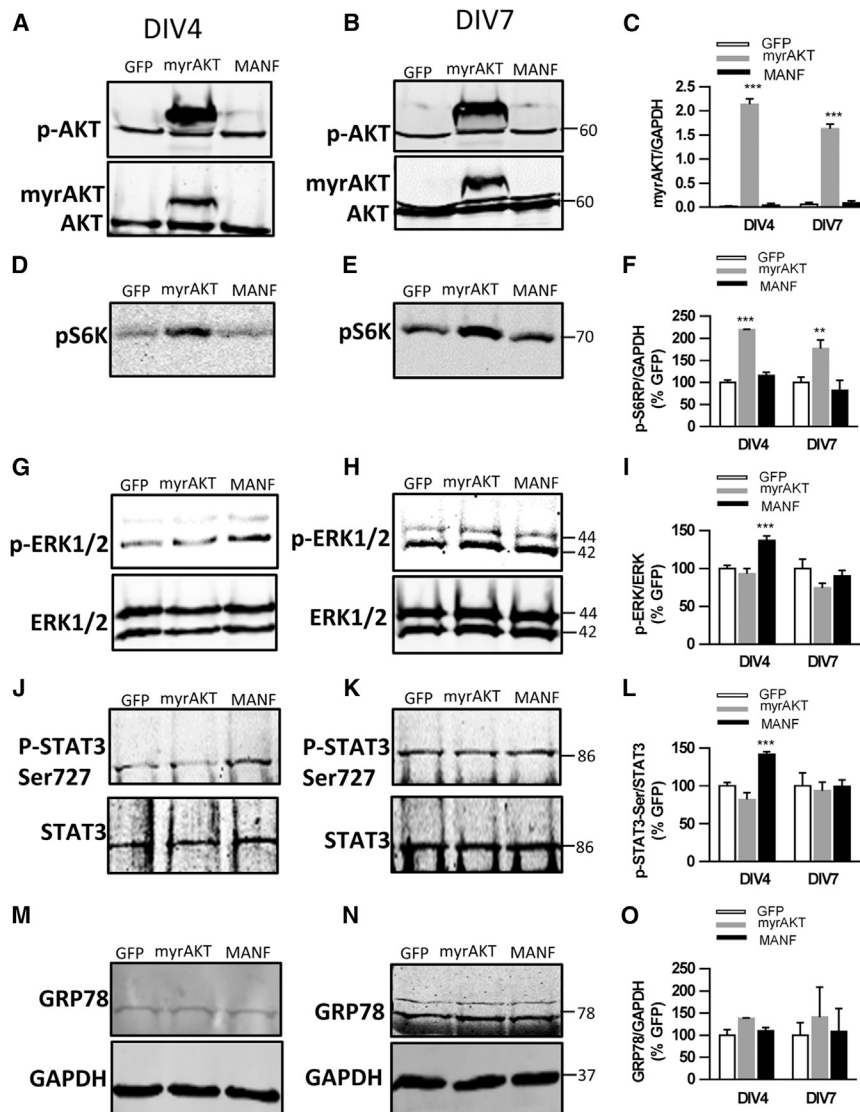 A DIV4
GFP myrAKT MANF
p-AKT
myrAKT
AKT
B DIV7
GFP myrAKT MANF
p-AKT
60
myrAKT
AKT
60
C
GFP
myrAKT
MANF
myrAKT/GAPDH
2.5
2.0
1.5
1.0
0.5
0.0
***
***
DIV4 DIV7
D
GFP myrAKT MANF
pS6K
E
GFP myrAKT MANF
pS6K
70
F
GFP
myrAKT
MANF
p-S6RP/GAPDH
(% GFP)
250
200
150
100
50
0
***
**
DIV4 DIV7
G
GFP myrAKT MANF
p-ERK1/2
ERK1/2
H
GFP myrAKT MANF
p-ERK1/2
44
42
ERK1/2
44
42
I
GFP
myrAKT
MANF
p-ERK/ERK
(% GFP)
150
100
50
0
***
DIV4 DIV7
J
GFP myrAKT MANF
P-STAT3
Ser727
STAT3
K
GFP myrAKT MANF
P-STAT3
Ser727
86
STAT3
86
L
GFP
myrAKT
MANF
p-STAT3-Ser/STAT3
(% GFP)
150
100
50
0
***
DIV4 DIV7
M
GFP myrAKT MANF
GRP78
GAPDH
N
GFP myrAKT MANF
GRP78
78
GAPDH
37
O
GFP
myrAKT
MANF
GRP78/GAPDH
(% GFP)
250
200
150
100
50
0
DIV4 DIV7